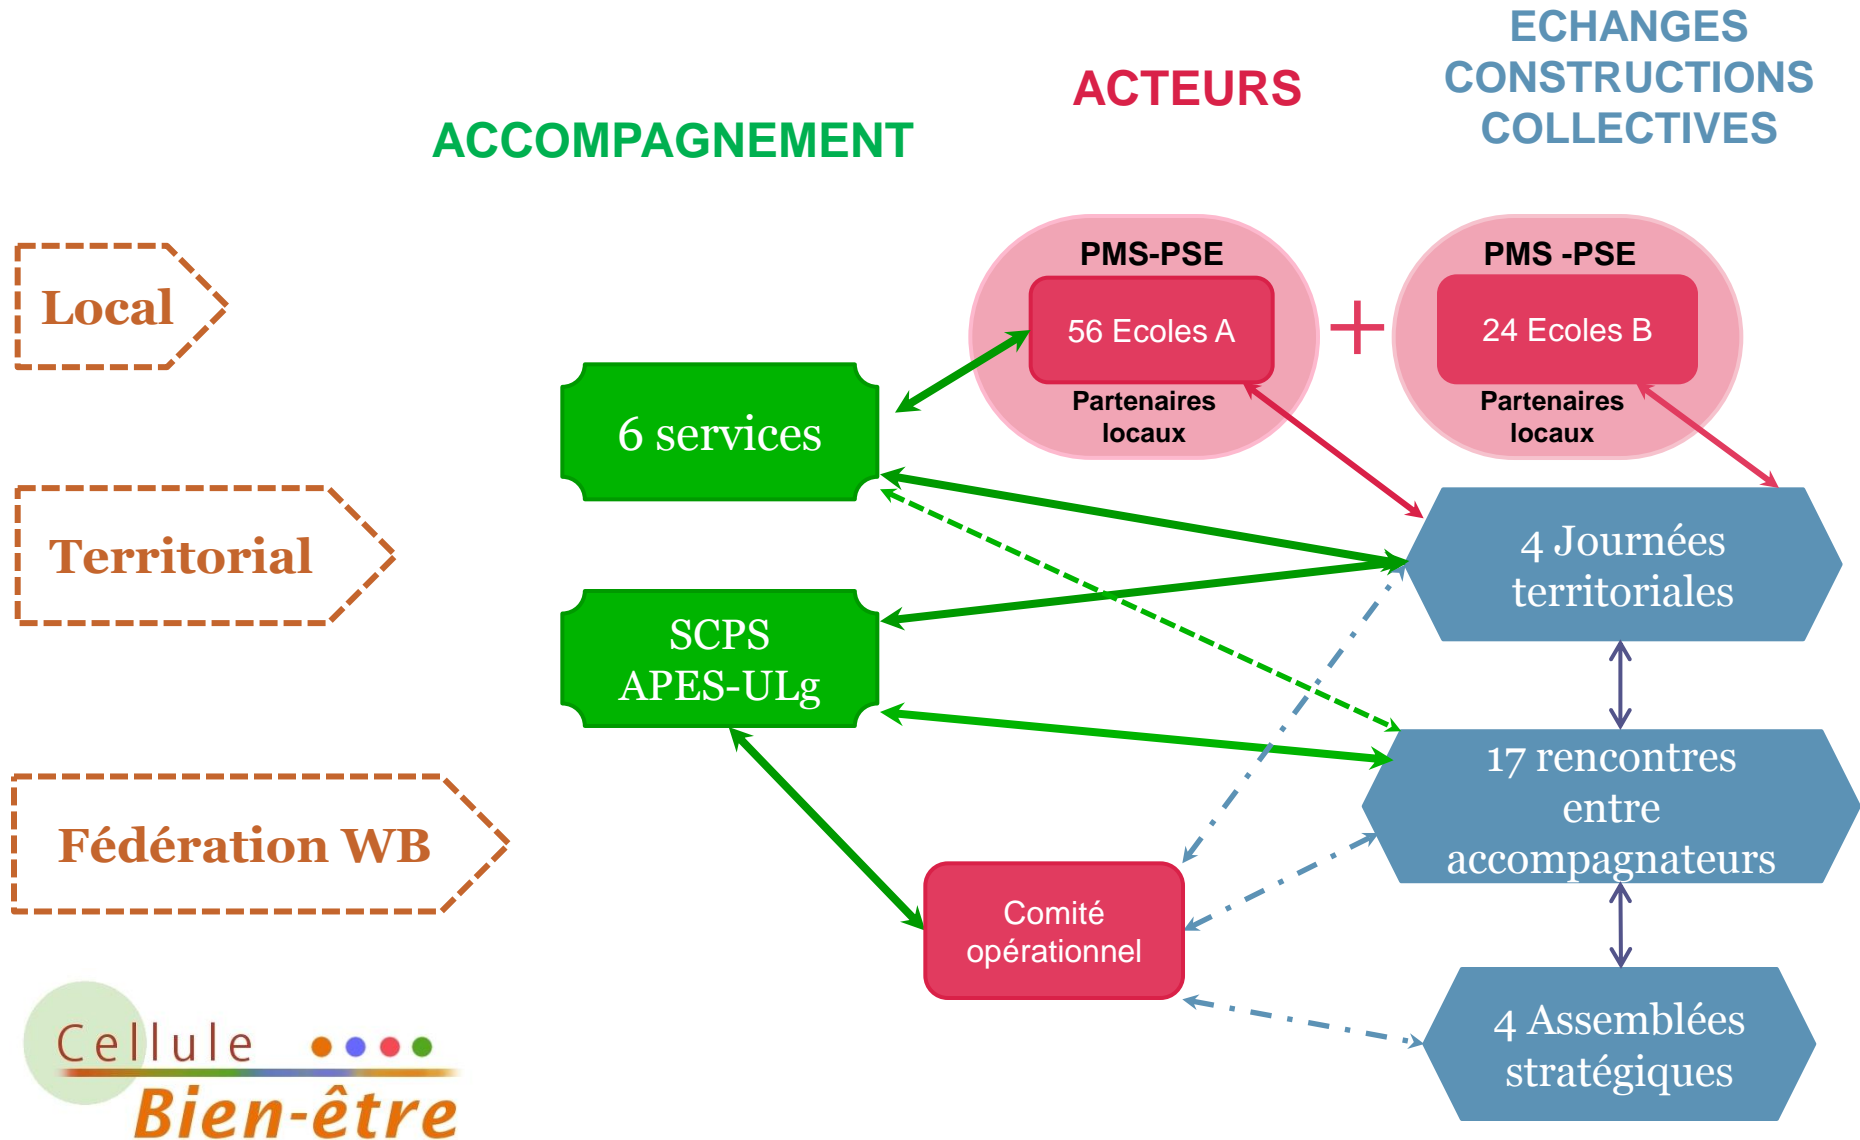 ECHANGES
CONSTRUCTIONS
COLLECTIVES
ACTEURS
ACCOMPAGNEMENT
Local
PMS-PSE
56 Ecoles A
Partenaires
locaux
+
PMS -PSE
24 Ecoles B
Partenaires
locaux
6 services
Territorial
4 Journées
territoriales
SCPS
APES-ULg
Fédération WB
17 rencontres
entre
accompagnateurs
Comité
opérationnel
4 Assemblées
stratégiques
Cellule
Bien-être